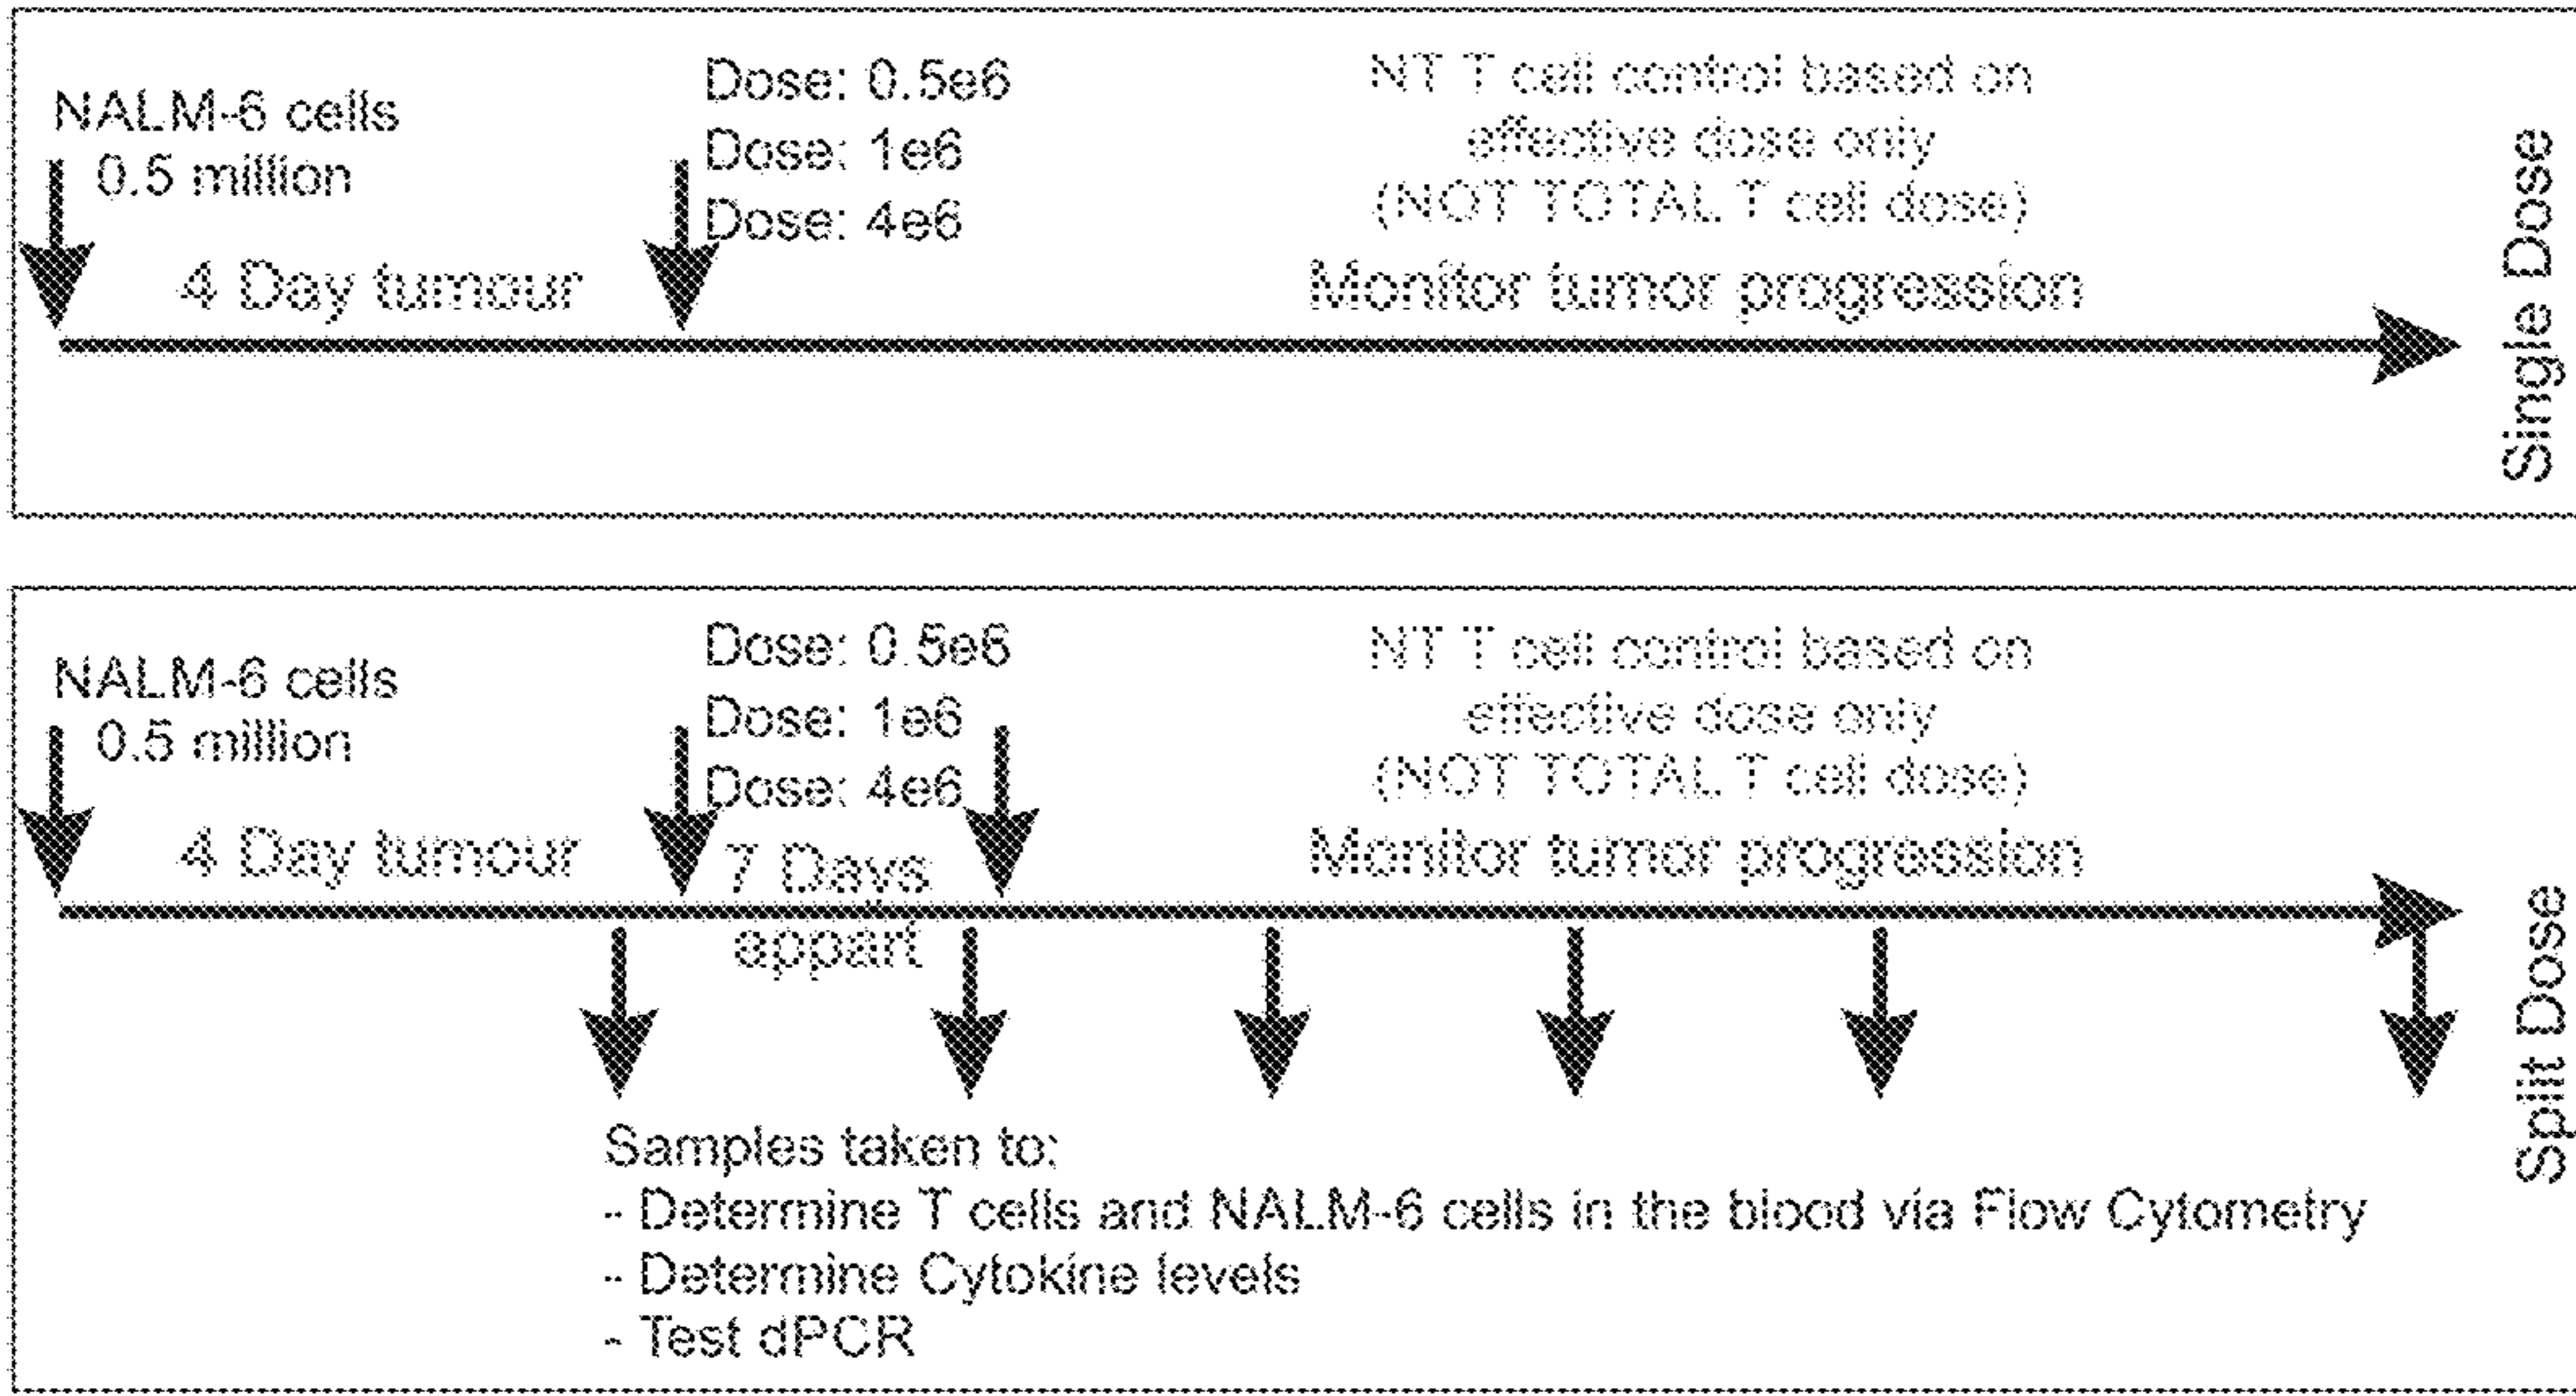 NALM-6 cells
0.5 million
Dose: 0.5e6
Dose: 1e6
Dose: 4e6
NT T cell control based on
effective dose only
(NOT TOTAL T cell dose)
4 Day tumour
Monitor tumor progression
Single Dose
NALM-6 cells
0.5 million
Dose: 0.5e6
Dose: 1e6
Dose: 4e6
NT T cell control based on
effective dose only
(NOT TOTAL T cell dose)
4 Day tumour
7 Days
appart
Monitor tumor progression
Split Dose
Samples taken to:
- Determine T cells and NALM-6 cells in the blood via Flow Cytometry
- Determine Cytokine levels
- Test dPCR